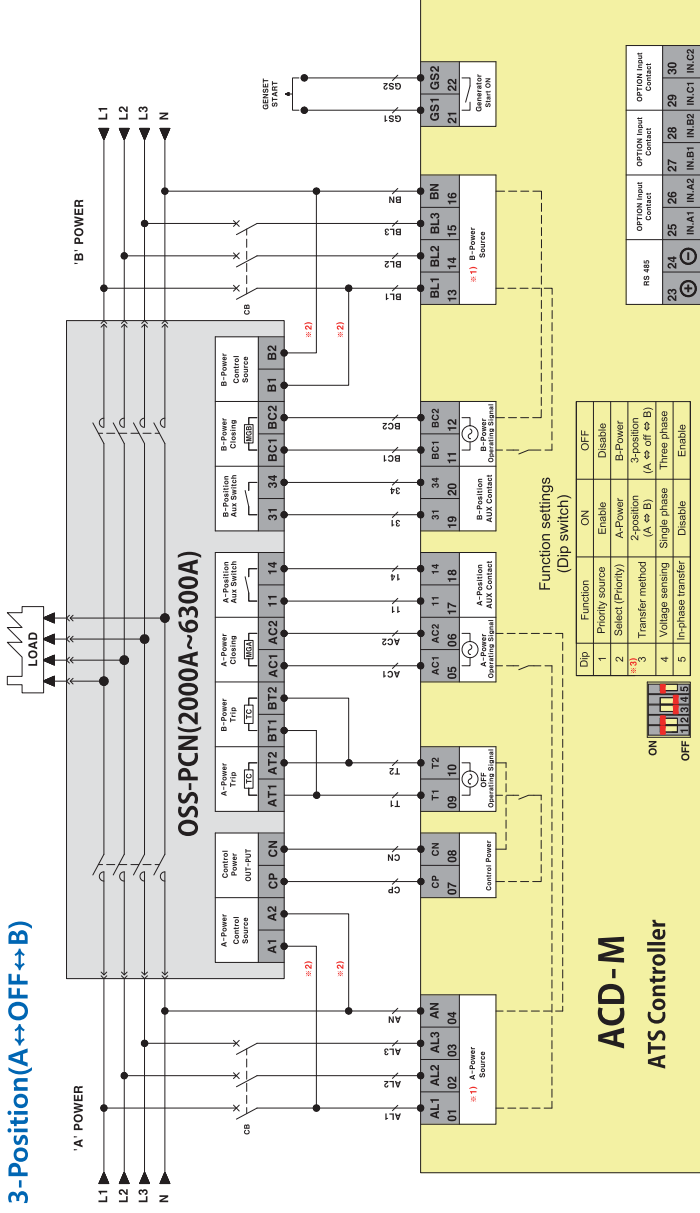 3-Position(A↔OFF↔B)
'A' POWER
L1
L2
L3
N
'B' POWER
L1
L2
L3
N
LOAD
OSS-PCN(2000A~6300A)
CB
CB
GENSET
START
A-Power
Control
Source
A1 A2
Control
Power
OUT-PUT
CP CN
A-Power
Trip
TC
AT1 AT2
B-Power
Trip
TC
BT1 BT2
A-Power
Closing
MGA
AC1 AC2
A-Position
Aux Switch
11 14
B-Position
Aux Switch
31 34
B-Power
Closing
MGB
BC1 BC2
B-Power
Control
Source
B1 B2
※2)
※2)
※2)
※2)
AL1 AL2 AL3 AN
CP CN
T1 T2
AC1 AC2
11 14
31 34
BC1 BC2
BL1 BL2 BL3 BN
GS1 GS2
AL1 AL2 AL3 AN
01 02 03 04
※1) A-Power
Source
CP CN
07 08
Control Power
T1 T2
09 10
OFF
Operating Signal
AC1 AC2
05 06
A-Power
Operating Signal
11 14
17 18
A-Position
AUX Contact
31 34
19 20
B-Position
AUX Contact
BC1 BC2
11 12
B-Power
Operating Signal
BL1 BL2 BL3 BN
13 14 15 16
※1) B-Power
Source
GS1 GS2
21 22
Generator
Start ON
ACD-M
ATS Controller
Function settings
(Dip switch)
Dip Function ON OFF
1 Priority source Enable Disable
2 Select (Priority) A-Power B-Power
※3)
3 Transfer method 2-position (A ⇔ B) 3-position (A ⇔ off ⇔ B)
4 Voltage sensing Single phase Three phase
5 In-phase transfer Disable Enable
ON
OFF
1 2 3 4 5
RS 485
OPTION Input
Contact
OPTION Input
Contact
OPTION Input
Contact
23 24 25 26 27 28 29 30
⊕ ⊖ IN.A1 IN.A2 IN.B1 IN.B2 IN.C1 IN.C2